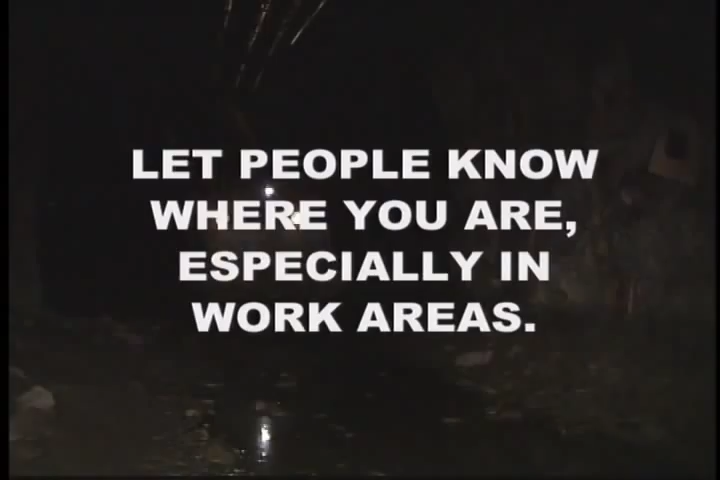 LET PEOPLE KNOW
WHERE YOU ARE,
ESPECIALLY IN
WORK AREAS.